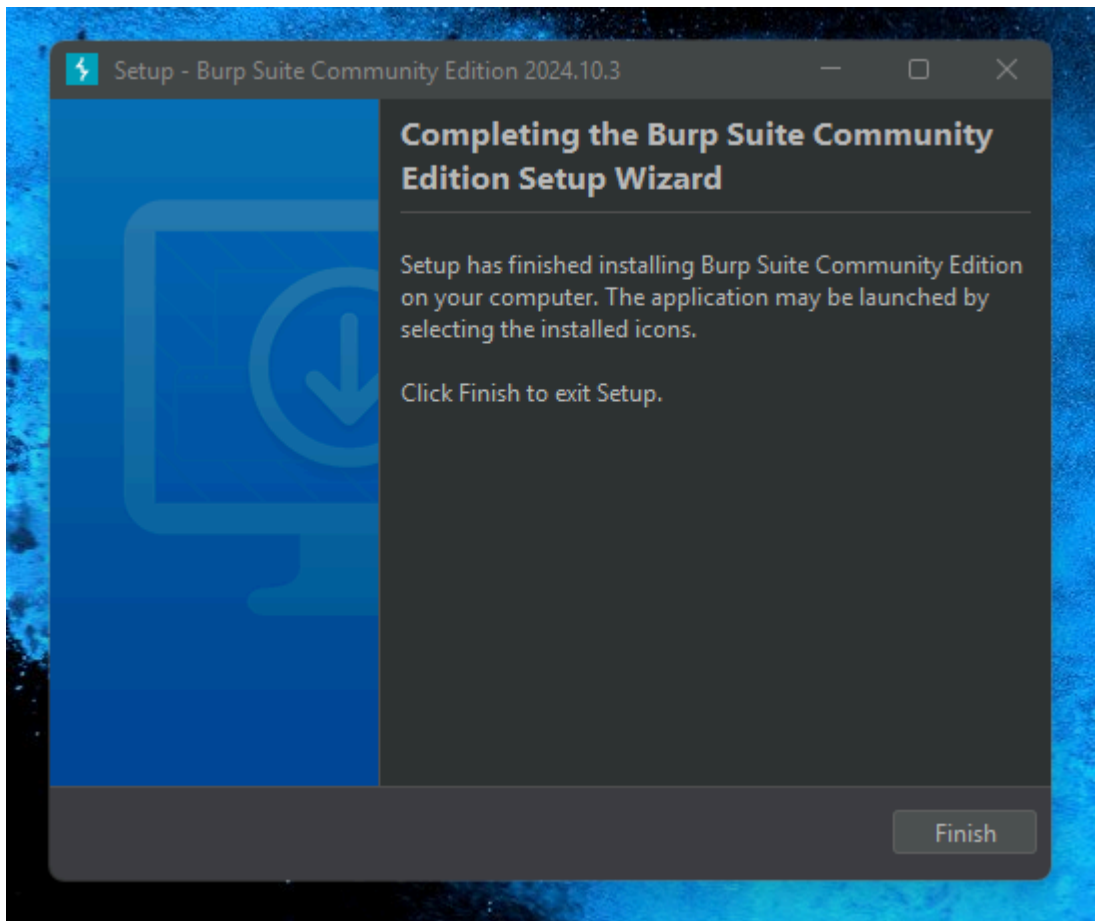 Setup - Burp Suite Community Edition 2024.10.3
Completing the Burp Suite Community
Edition Setup Wizard
Setup has finished installing Burp Suite Community Edition
on your computer. The application may be launched by
selecting the installed icons.
Click Finish to exit Setup.
Finish